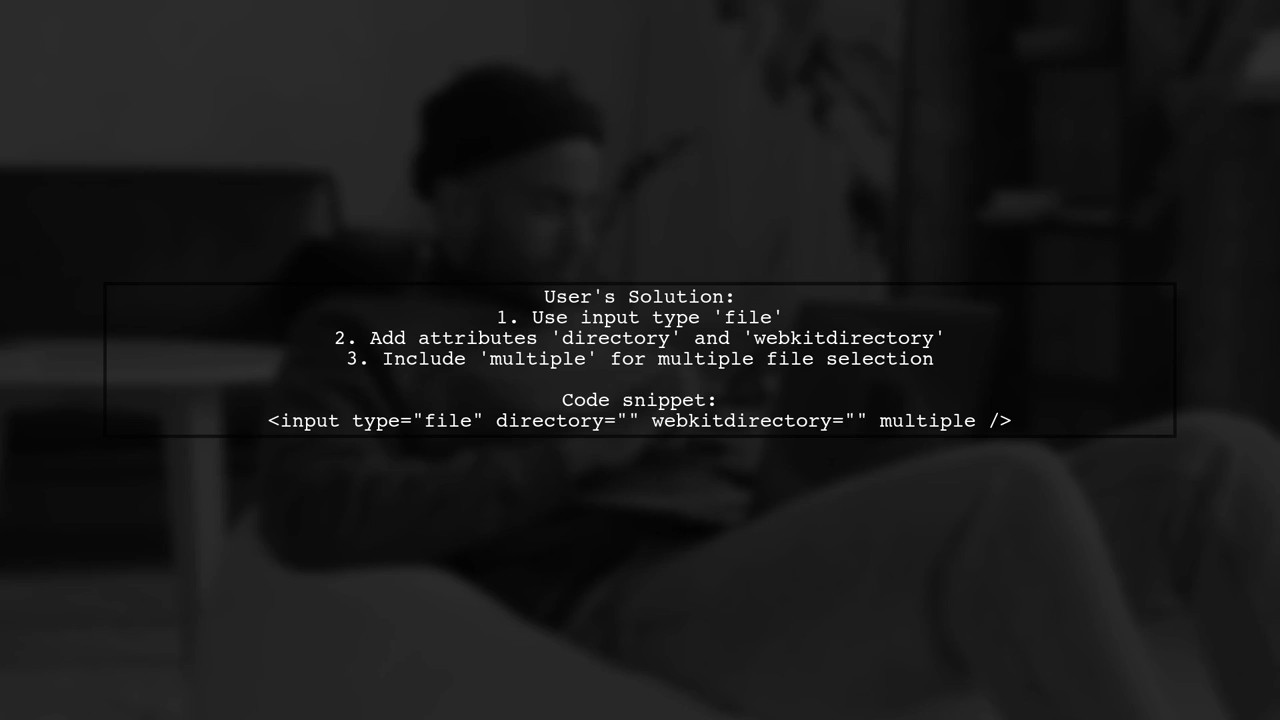 User's Solution:
1. Use input type 'file'
2. Add attributes 'directory' and 'webkitdirectory'
3. Include 'multiple' for multiple file selection
Code snippet:
<input type="file" directory="" webkitdirectory="" multiple />